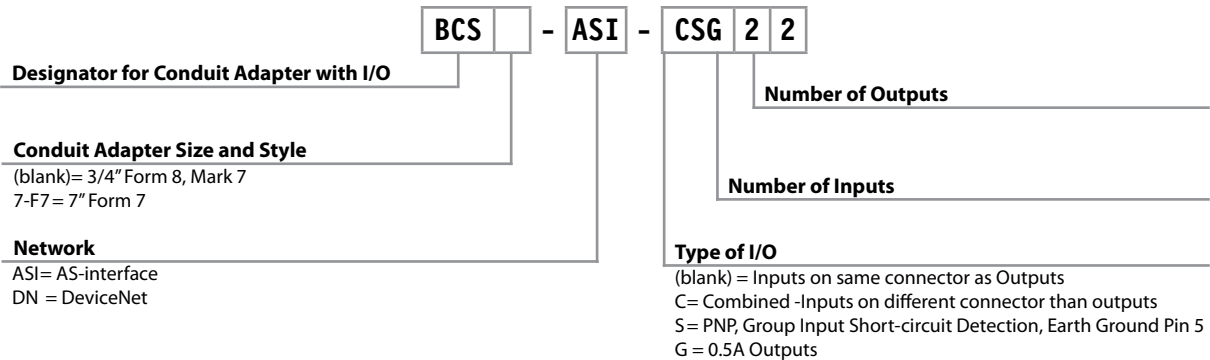 BCS - ASI - CSG 2 2
Designator for Conduit Adapter with I/O
Number of Outputs
Conduit Adapter Size and Style
(blank)= 3/4” Form 8, Mark 7
7-F7= 7” Form 7
Number of Inputs
Network
ASI= AS-interface
DN = DeviceNet
Type of I/O
(blank) = Inputs on same connector as Outputs
C= Combined -Inputs on different connector than outputs
S= PNP, Group Input Short-circuit Detection, Earth Ground Pin 5
G = 0.5A Outputs